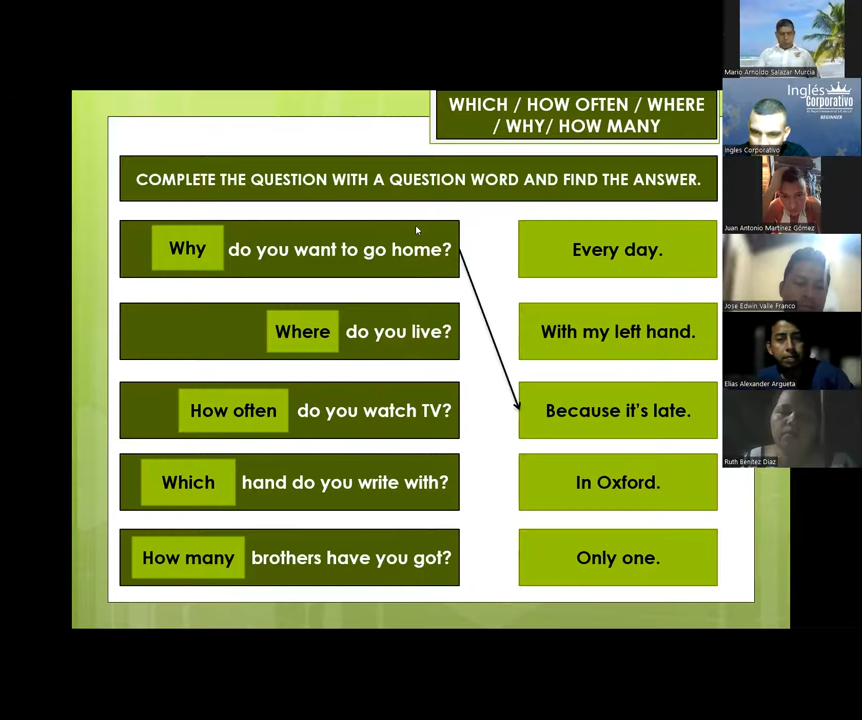 WHICH / HOW OFTEN / WHERE
/ WHY/ HOW MANY
COMPLETE THE QUESTION WITH A QUESTION WORD AND FIND THE ANSWER.
Why do you want to go home?
Every day.
Where do you live?
With my left hand.
How often do you watch TV?
Because it's late.
Which hand do you write with?
In Oxford.
How many brothers have you got?
Only one.
Mario Arnoldo Salazar Murcia
Inglés
Corporativo
BEGINNER
Ingles Corporativo
Juan Antonio Martínez Gómez
Jose Edwin Valle Franco
Elias Alexander Argueta
Ruth Benitez Diaz